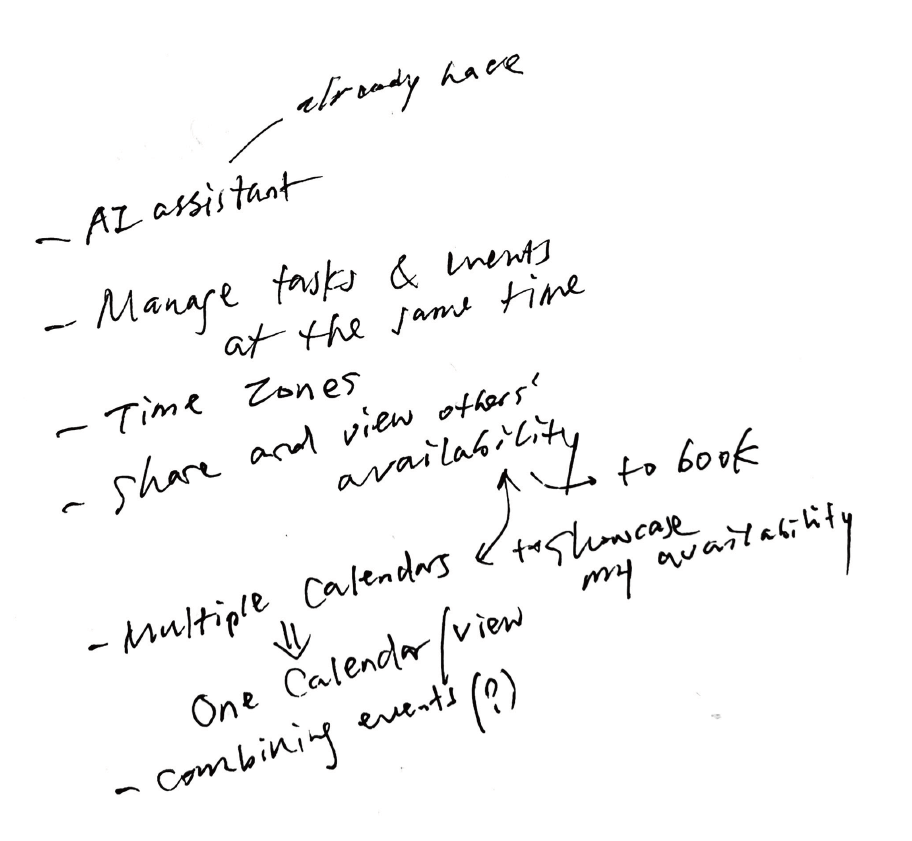 already have
- AI assistant
- Manage tasks & events
at the same time
- Time Zones
- Share and view others'
availability
→ to book
- Multiple Calendars
to showcase
my availability
⇓
One Calendar/view
- combining events (?)